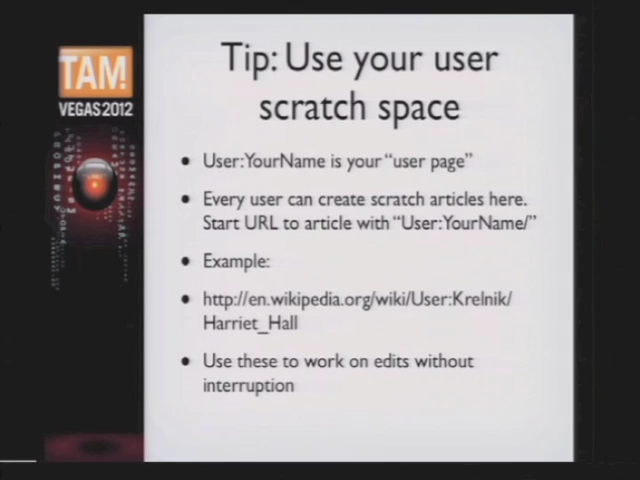 TAM!
VEGAS 2012
Tip: Use your user
scratch space
• User:YourName is your “user page”
• Every user can create scratch articles here.
Start URL to article with “User:YourName/”
• Example:
• http://en.wikipedia.org/wiki/User:Krelnik/
Harriet_Hall
• Use these to work on edits without
interruption